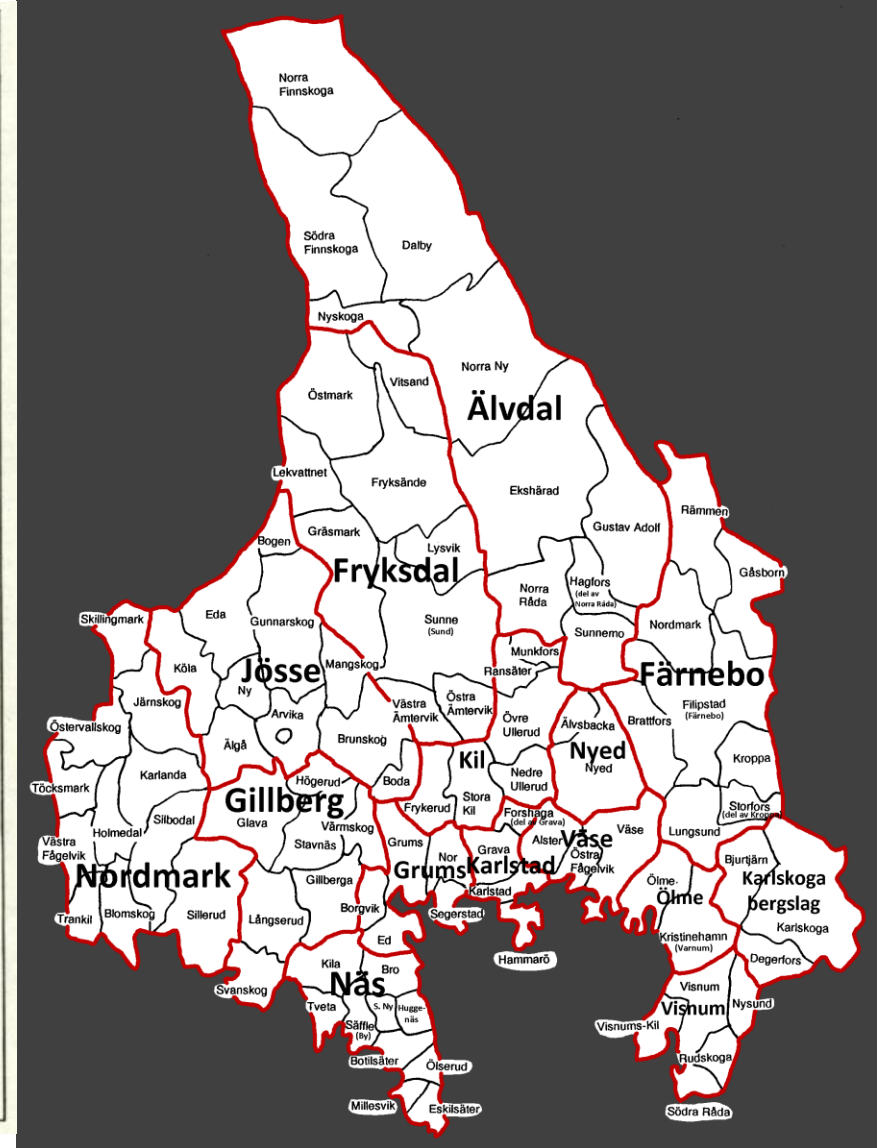 Norra
Finnskoga
Södra
Finnskoga
Dalby
Nyskoga
Norra Ny
Vitsand
Östmark
Älvdal
Lekvattnet
Fryksände
Ekshärad
Gustav Adolf
Rämmen
Gräsmark
Bogen
Lysvik
Fryksdal
Gåsborn
Norra
Råda
Hagfors
(del av
Norra Råda)
Skillingmark
Eda
Gunnarskog
Sunne
(Sund)
Sunnemo
Nordmark
Munkfors
Ransäter
Köla
Jösse
Mangskog
Färnebo
Ny
Järnskog
Arvika
Västra
Ämtervik
Östra
Ämtervik
Övre
Ullerud
Älvsbacka
Brattfors
Filipstad
(Färnebo)
Östervallskog
Älgå
Brunskog
Kil
Nyed
Nyed
Kroppa
Töcksmark
Karlanda
Högerud
Boda
Nedre
Ullerud
Gillberg
Frykerud
Stora
Kil
Forshaga
(del av Grava)
Storfors
(del av Kroppa)
Holmedal
Silbodal
Glava
Värmskog
Stavnäs
Grums
Grava
Alster
Väse
Väse
Lungsund
Västra
Fågelvik
Nor
Östra
Fågelvik
Bjurtjärn
Nordmark
Gillberga
Grums
Karlstad
Karlstad
Ölme
Ölme
Karlskoga
bergslag
Trankil
Blomskog
Sillerud
Långserud
Borgvik
Segerstad
Karlskoga
Ed
Kristinehamn
(Varnum)
Hammarö
Degerfors
Kila
Bro
Näs
Svanskog
Tveta
S. Ny
Hugge-
näs
Visnum
Visnum
Nysund
Säffle
(By)
Visnums-Kil
Botilsäter
Ölserud
Rudskoga
Millesvik
Eskilsäter
Södra Råda